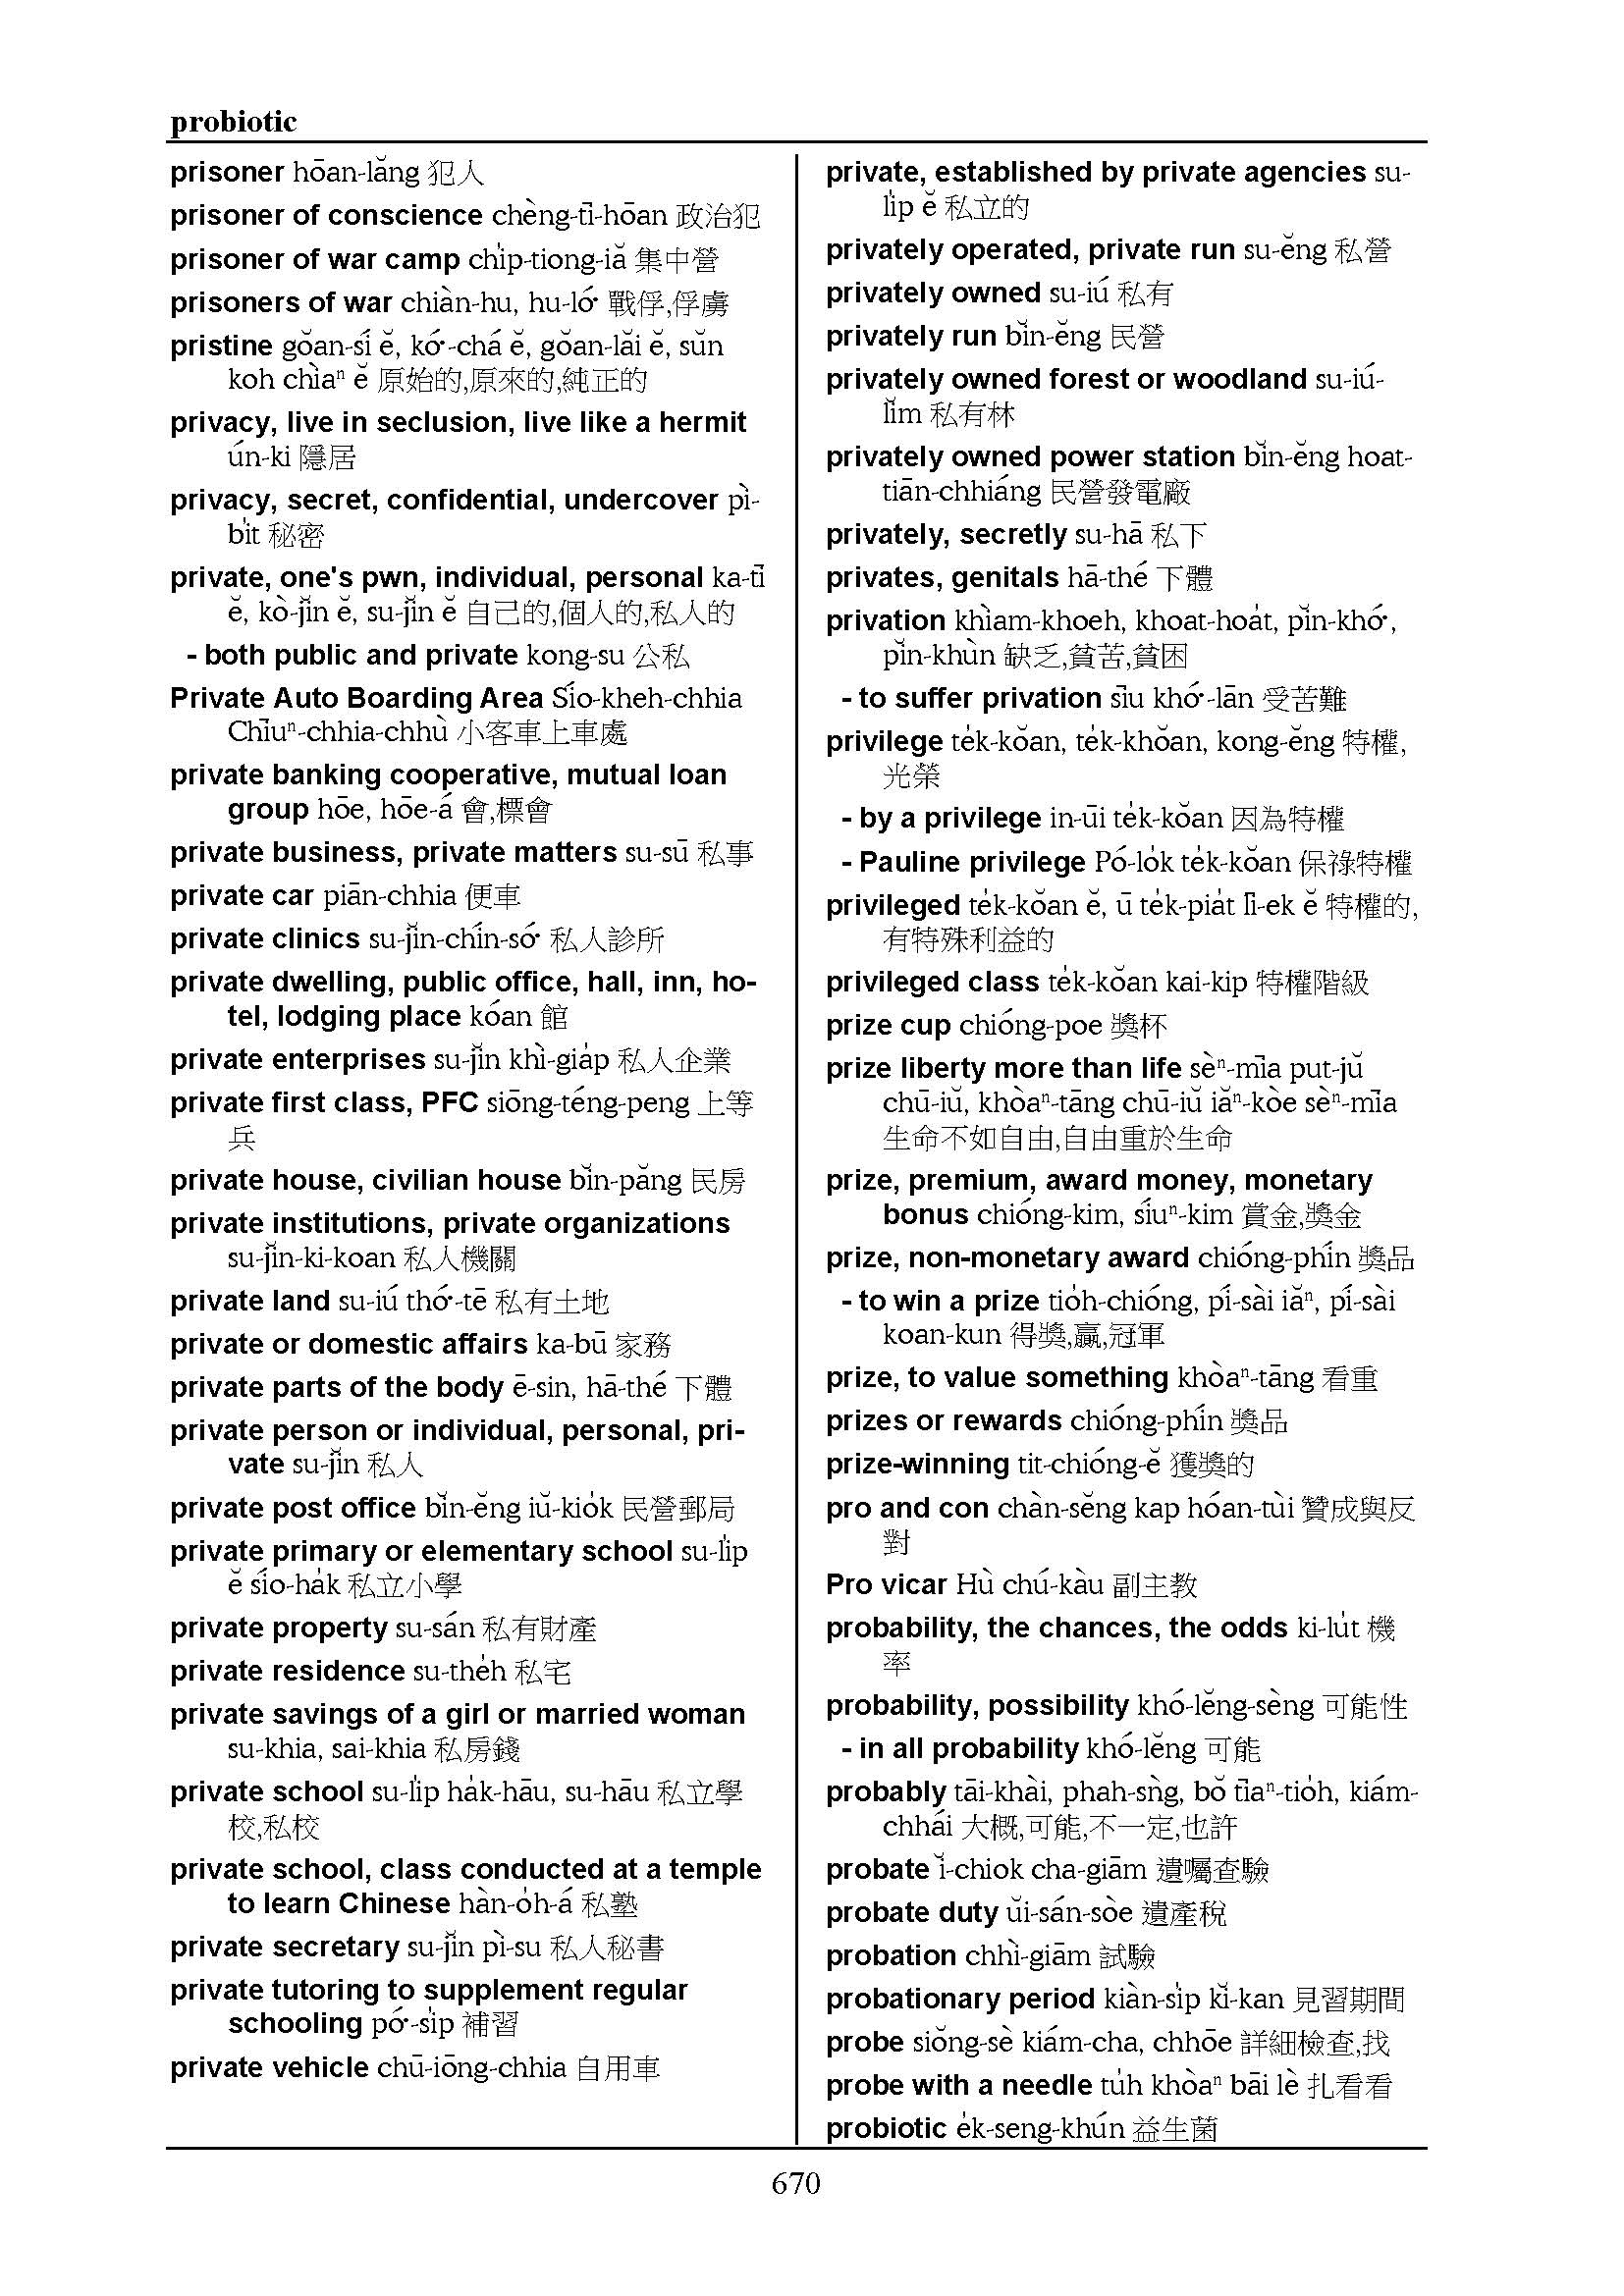 probiotic
prisoner hōan-lăng 犯人
prisoner of conscience chèng-tī-hōan 政治犯
prisoner of war camp chi̍p-tiong-iă 集中營
prisoners of war chiàn-hu, hu-ló͘ 戰俘,俘虜
pristine gŏan-sí ĕ, kó͘-chá ĕ, gŏan-lăi ĕ, sŭn
koh chìaⁿ ĕ 原始的,原來的,純正的
privacy, live in seclusion, live like a hermit
ún-ki 隱居
privacy, secret, confidential, undercover pì-
bi̍t 秘密
private, one's pwn, individual, personal ka-tī
ĕ, kò-jĭn ĕ, su-jĭn ĕ 自己的,個人的,私人的
- both public and private kong-su 公私
Private Auto Boarding Area Sío-kheh-chhia
Chīuⁿ-chhia-chhù 小客車上車處
private banking cooperative, mutual loan
group hōe, hōe-á 會,標會
private business, private matters su-sū 私事
private car piān-chhia 便車
private clinics su-jĭn-chín-só͘ 私人診所
private dwelling, public office, hall, inn, ho-
tel, lodging place kóan 館
private enterprises su-jĭn khì-gia̍p 私人企業
private first class, PFC siōng-téng-peng 上等
兵
private house, civilian house bĭn-păng 民房
private institutions, private organizations
su-jĭn-ki-koan 私人機關
private land su-iú thó͘-tē 私有土地
private or domestic affairs ka-bū 家務
private parts of the body ē-sin, hā-thé 下體
private person or individual, personal, pri-
vate su-jĭn 私人
private post office bĭn-ĕng iŭ-kio̍k 民營郵局
private primary or elementary school su-li̍p
ĕ sío-ha̍k 私立小學
private property su-sán 私有財產
private residence su-the̍h 私宅
private savings of a girl or married woman
su-khia, sai-khia 私房錢
private school su-li̍p ha̍k-hāu, su-hāu 私立學
校,私校
private school, class conducted at a temple
to learn Chinese hàn-o̍h-á 私塾
private secretary su-jĭn pì-su 私人秘書
private tutoring to supplement regular
schooling pó͘-si̍p 補習
private vehicle chū-iōng-chhia 自用車
private, established by private agencies su-
li̍p ĕ 私立的
privately operated, private run su-ĕng 私營
privately owned su-iú 私有
privately run bĭn-ĕng 民營
privately owned forest or woodland su-iú-
lĭm 私有林
privately owned power station bĭn-ĕng hoat-
tiān-chhiáng 民營發電廠
privately, secretly su-hā 私下
privates, genitals hā-thé 下體
privation khìam-khoeh, khoat-hoa̍t, pĭn-khó͘,
pĭn-khùn 缺乏,貧苦,貧困
- to suffer privation sīu khó͘-lān 受苦難
privilege te̍k-kŏan, te̍k-khŏan, kong-ĕng 特權,
光榮
- by a privilege in-ūi te̍k-kŏan 因為特權
- Pauline privilege Pó-lo̍k te̍k-kŏan 保祿特權
privileged te̍k-kŏan ĕ, ū te̍k-pia̍t lī-ek ĕ 特權的,
有特殊利益的
privileged class te̍k-kŏan kai-kip 特權階級
prize cup chióng-poe 獎杯
prize liberty more than life sèⁿ-mīa put-jŭ
chū-iŭ, khòaⁿ-tāng chū-iŭ iăⁿ-kòe sèⁿ-mīa
生命不如自由,自由重於生命
prize, premium, award money, monetary
bonus chióng-kim, síuⁿ-kim 賞金,獎金
prize, non-monetary award chióng-phín 獎品
- to win a prize tio̍h-chióng, pí-sài iăⁿ, pí-sài
koan-kun 得獎,贏,冠軍
prize, to value something khòaⁿ-tāng 看重
prizes or rewards chióng-phín 獎品
prize-winning tit-chióng-ĕ 獲獎的
pro and con chàn-sĕng kap hóan-tùi 贊成與反
對
Pro vicar Hù chú-kàu 副主教
probability, the chances, the odds ki-lu̍t 機
率
probability, possibility khó-lĕng-sèng 可能性
- in all probability khó-lĕng 可能
probably tāi-khài, phah-sǹg, bŏ tīaⁿ-tio̍h, kiám-
chhái 大概,可能,不一定,也許
probate ĭ-chiok cha-giām 遺囑查驗
probate duty ŭi-sán-sòe 遺產稅
probation chhì-giām 試驗
probationary period kiàn-si̍p kĭ-kan 見習期間
probe siŏng-sè kiám-cha, chhōe 詳細檢查,找
probe with a needle tu̍h khòaⁿ bāi lè 扎看看
probiotic e̍k-seng-khún 益生菌
670